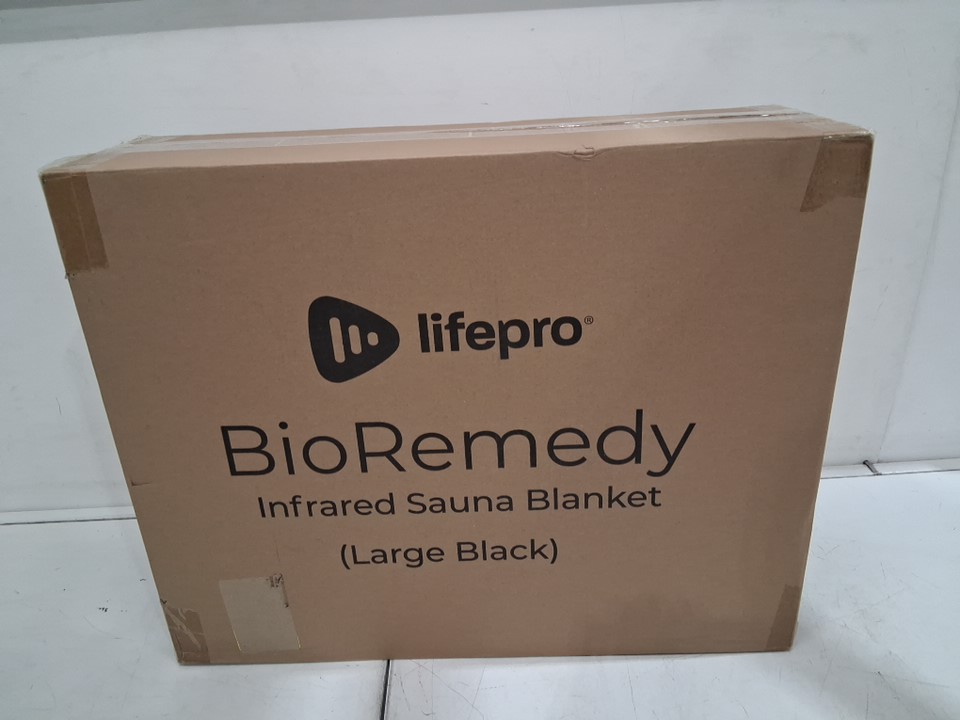 lifepro®
BioRemedy
Infrared Sauna Blanket
(Large Black)